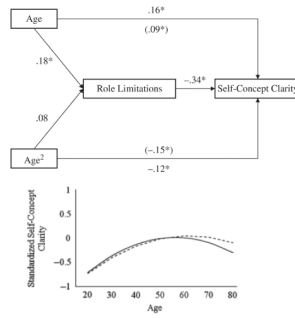 Age
.16*
(.09*)
.18*
Role Limitations
–.34*
Self-Concept Clarity
.08
Age2
(–.15*)
–.12*
Standardized Self-Concept
Clarity
1
0.5
0
−0.5
−1
20 30 40 50 60 70 80
Age